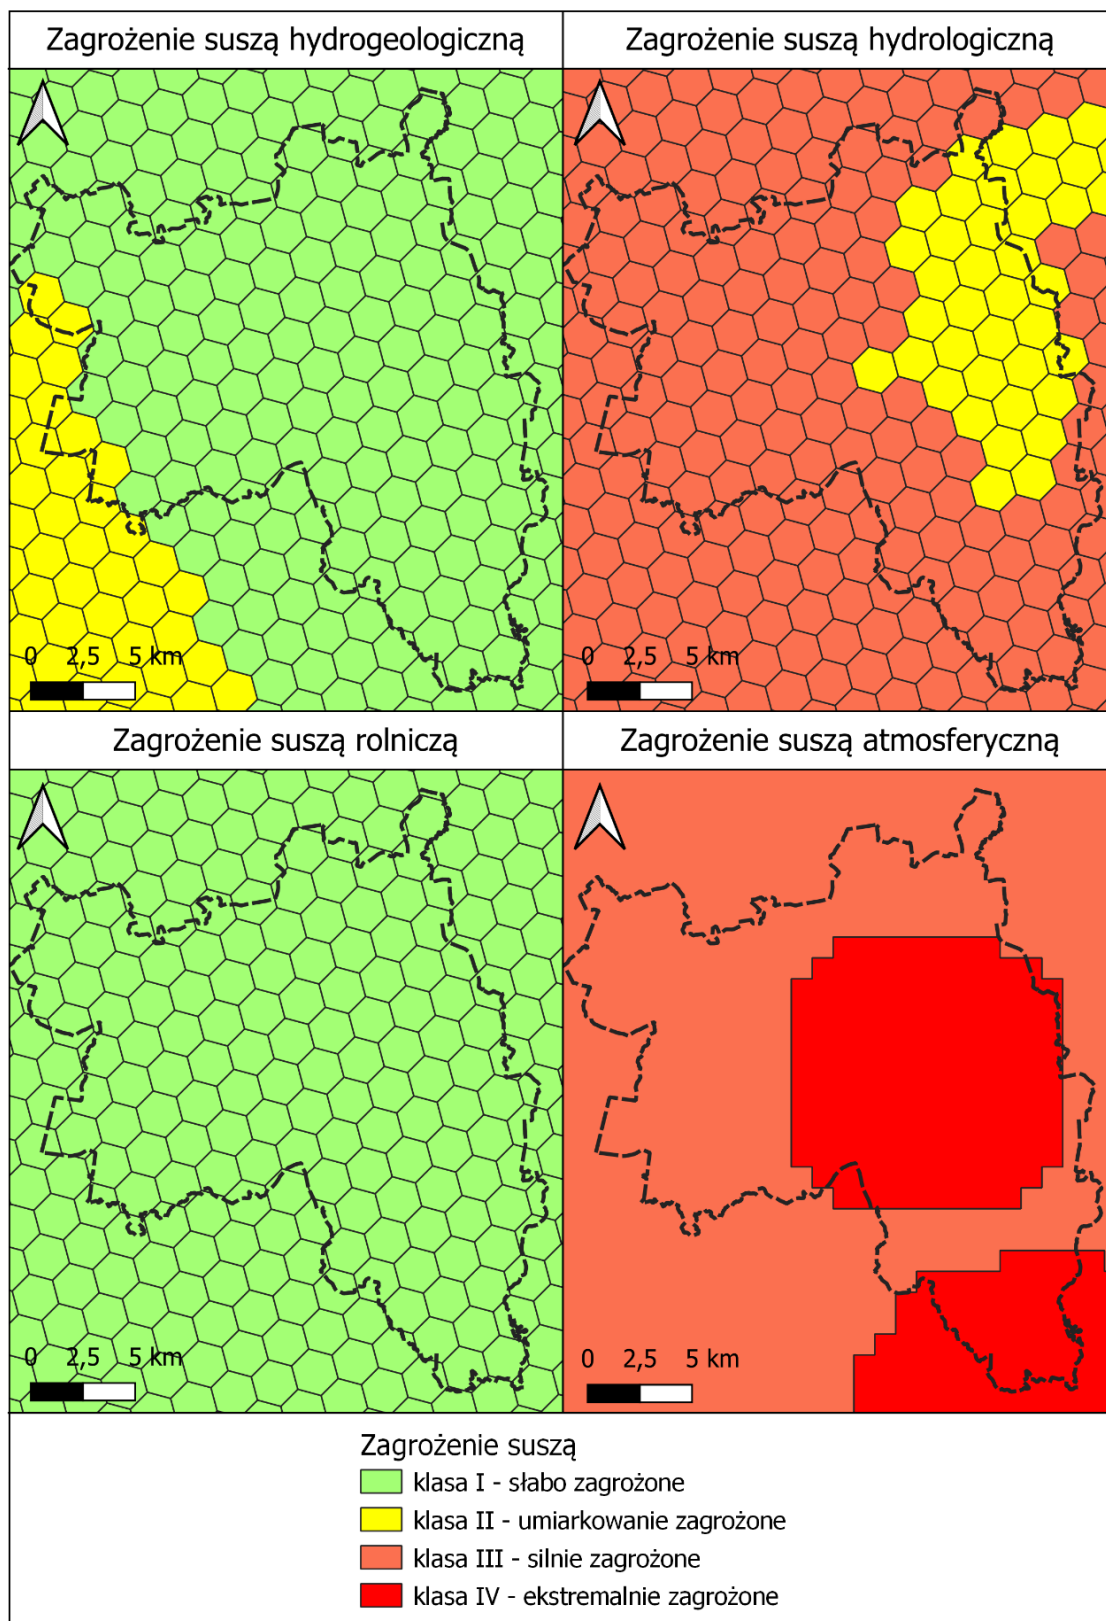 Zagrożenie suszą hydrogeologiczną
Zagrożenie suszą hydrologiczną
0 2,5 5 km
0 2,5 5 km
Zagrożenie suszą rolniczą
Zagrożenie suszą atmosferyczną
0 2,5 5 km
0 2,5 5 km
Zagrożenie suszą
klasa I - słabo zagrożone
klasa II - umiarkowanie zagrożone
klasa III - silnie zagrożone
klasa IV - ekstremalnie zagrożone